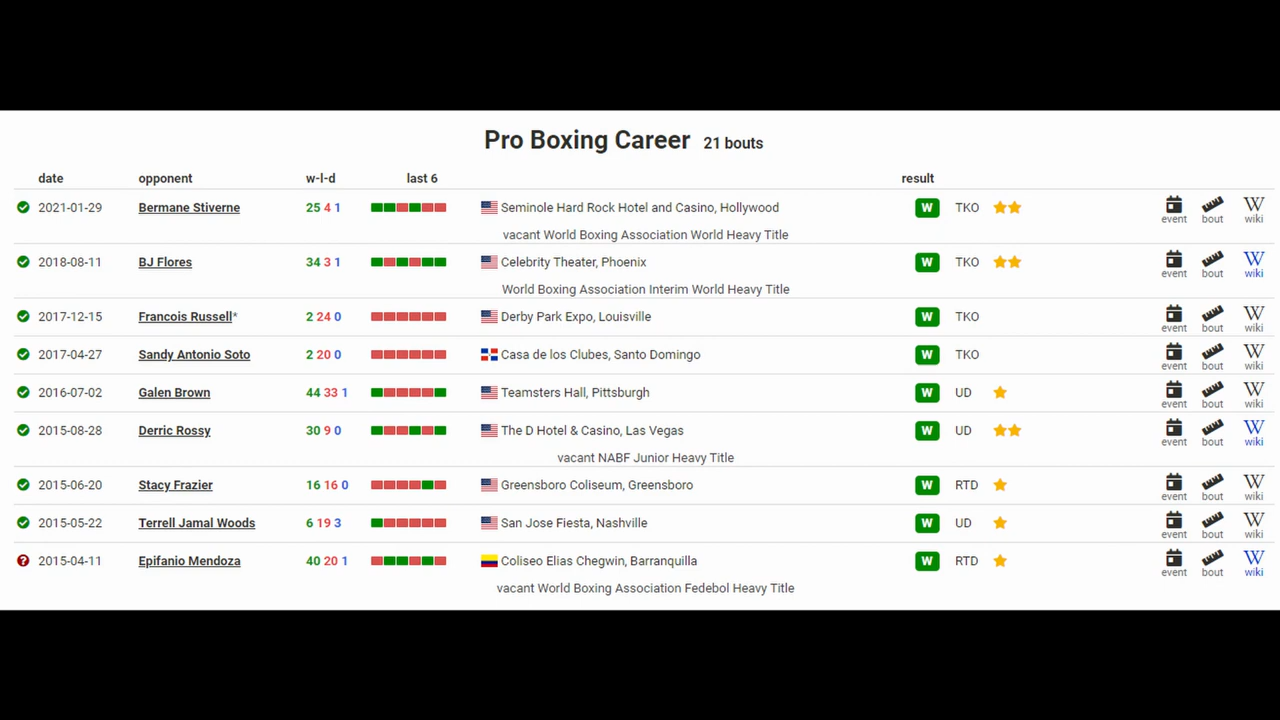 Pro Boxing Career 21 bouts
date opponent w-l-d last 6 result
2021-01-29 Bermane Stiverne 25 4 1 Seminole Hard Rock Hotel and Casino, Hollywood W TKO event bout W wiki
vacant World Boxing Association World Heavy Title
2018-08-11 BJ Flores 34 3 1 Celebrity Theater, Phoenix W TKO event bout W wiki
World Boxing Association Interim World Heavy Title
2017-12-15 Francois Russell* 2 24 0 Derby Park Expo, Louisville W TKO event bout W wiki
2017-04-27 Sandy Antonio Soto 2 20 0 Casa de los Clubes, Santo Domingo W TKO event bout W wiki
2016-07-02 Galen Brown 44 33 1 Teamsters Hall, Pittsburgh W UD event bout W wiki
2015-08-28 Derric Rossy 30 9 0 The D Hotel & Casino, Las Vegas W UD event bout W wiki
vacant NABF Junior Heavy Title
2015-06-20 Stacy Frazier 16 16 0 Greensboro Coliseum, Greensboro W RTD event bout W wiki
2015-05-22 Terrell Jamal Woods 6 19 3 San Jose Fiesta, Nashville W UD event bout W wiki
? 2015-04-11 Epifanio Mendoza 40 20 1 Coliseo Elias Chegwin, Barranquilla W RTD event bout W wiki
vacant World Boxing Association Fedebol Heavy Title